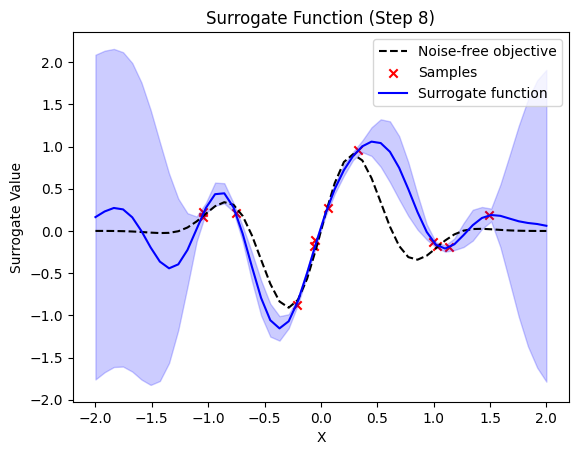 Surrogate Function (Step 8)
Noise-free objective
Samples
Surrogate function
Surrogate Value
2.0
1.5
1.0
0.5
0.0
−0.5
−1.0
−1.5
−2.0
−2.0 −1.5 −1.0 −0.5 0.0 0.5 1.0 1.5 2.0
X